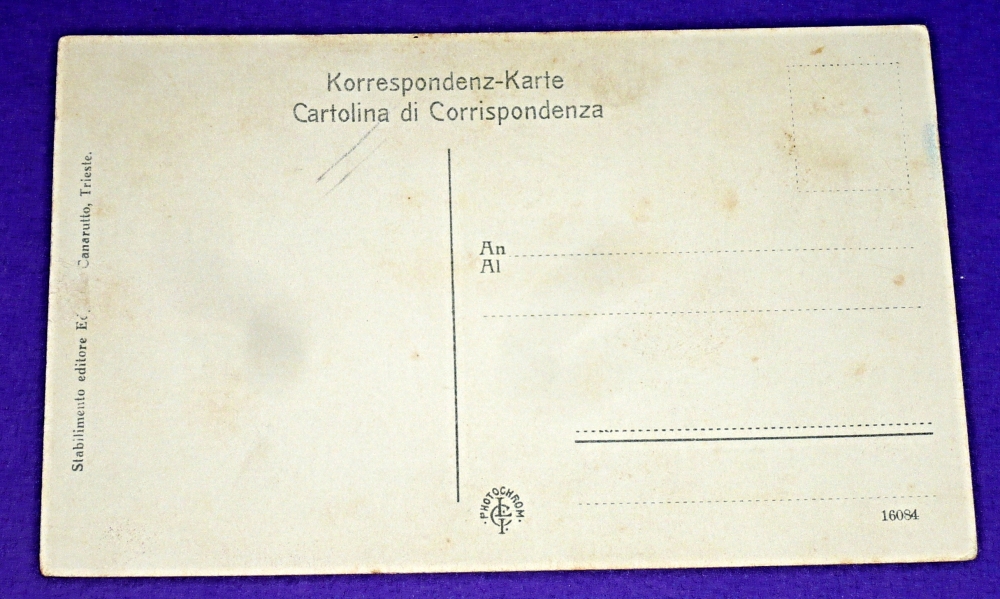 Korrespondenz-Karte
Cartolina di Corrispondenza
Stabilimento editore Canarutto, Trieste.
An
Al
PHOTOCHROM
16084